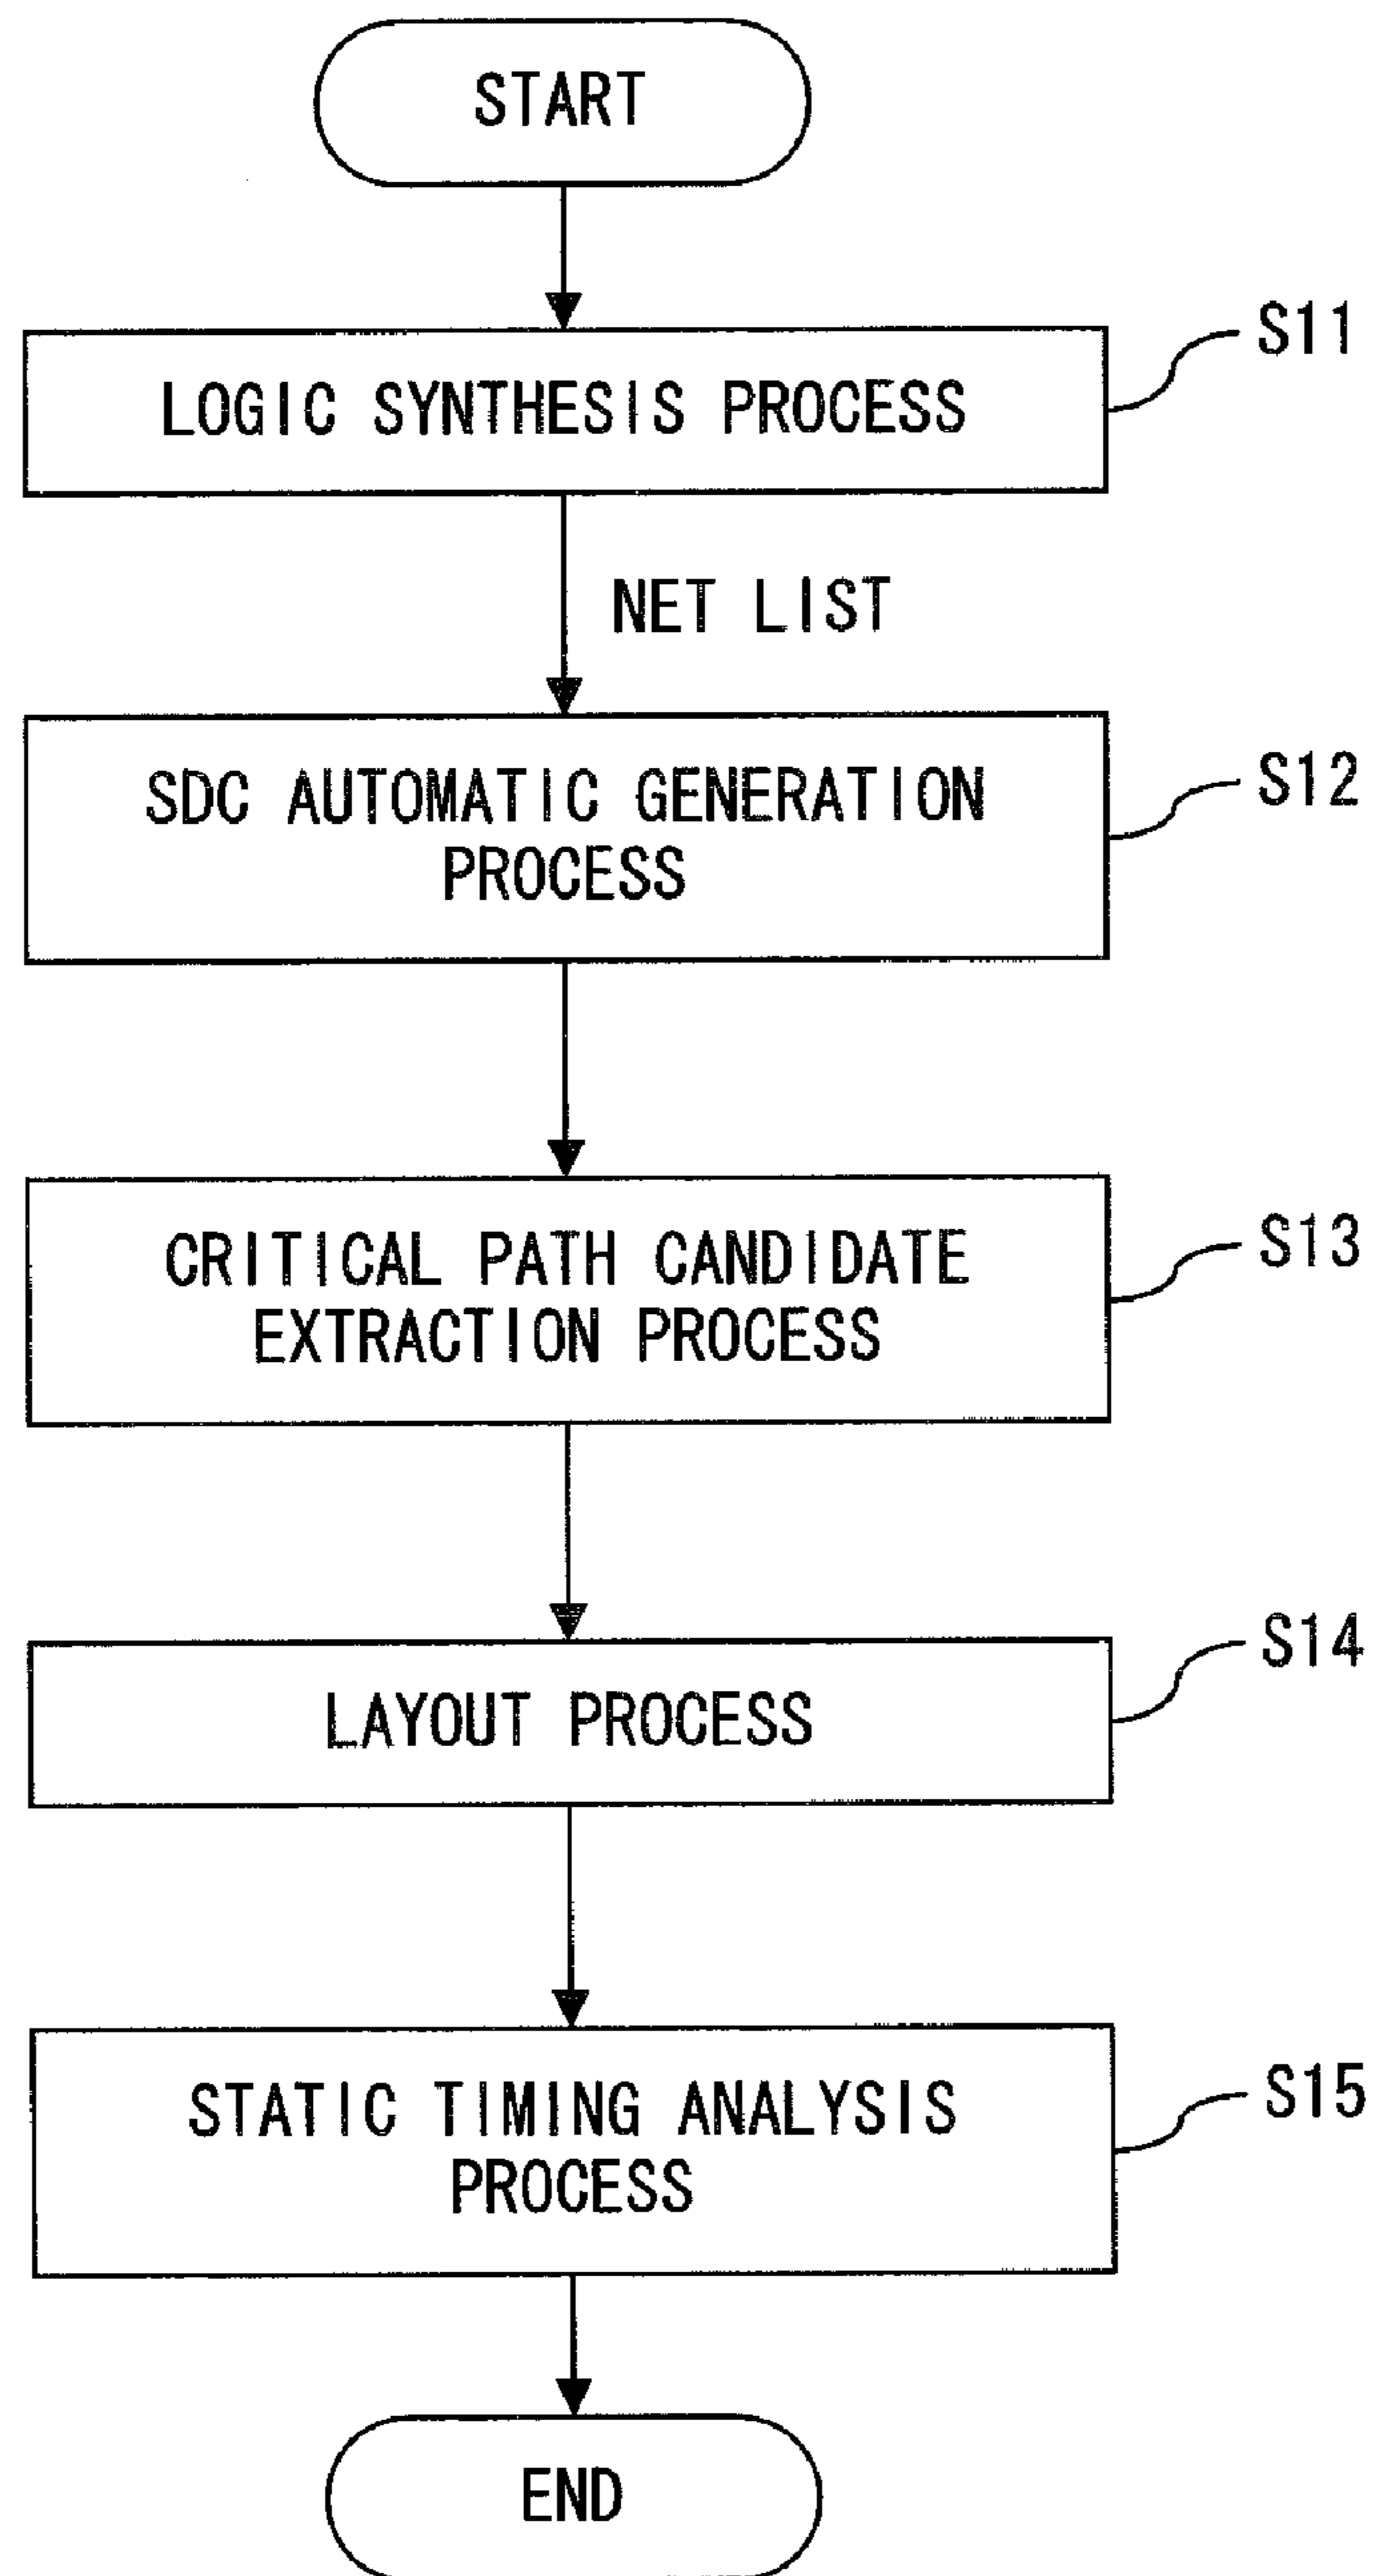 START
S11
LOGIC SYNTHESIS PROCESS
NET LIST
S12
SDC AUTOMATIC GENERATION
PROCESS
S13
CRITICAL PATH CANDIDATE
EXTRACTION PROCESS
S14
LAYOUT PROCESS
S15
STATIC TIMING ANALYSIS
PROCESS
END